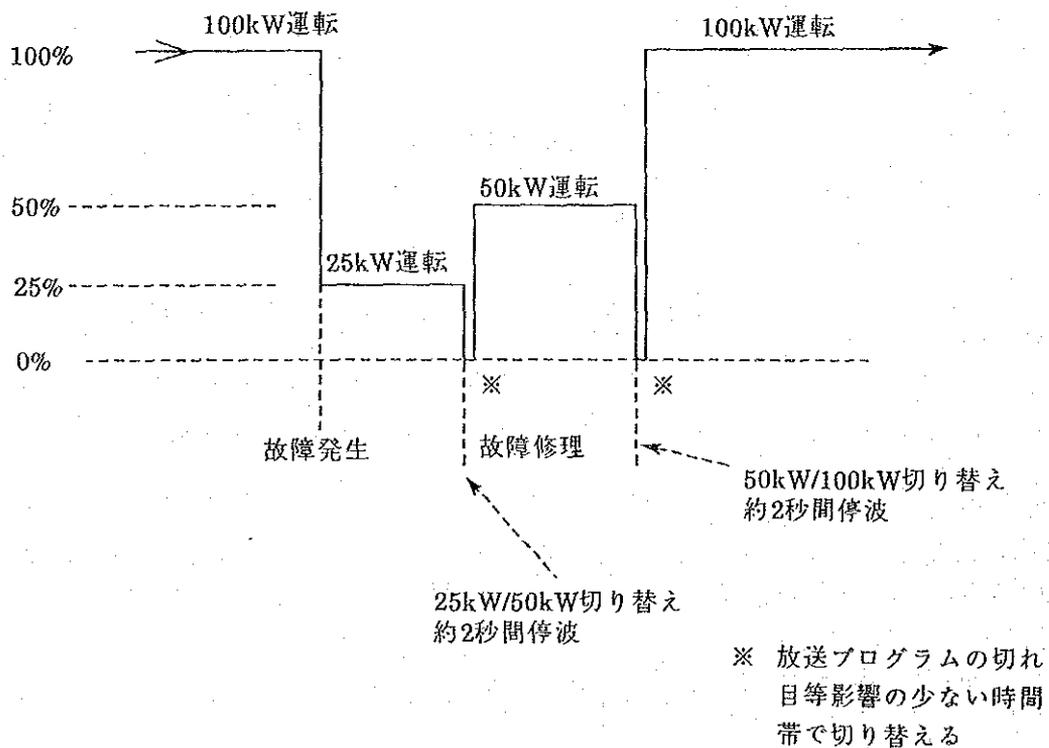 100kW運転
100kW運転
100%
50kW運転
50%
25kW運転
25%
0%
※
※
故障発生
故障修理
50kW/100kW切り替え
約2秒間停波
25kW/50kW切り替え
約2秒間停波
※ 放送プログラムの切れ
目等影響の少ない時間
帯で切り替える